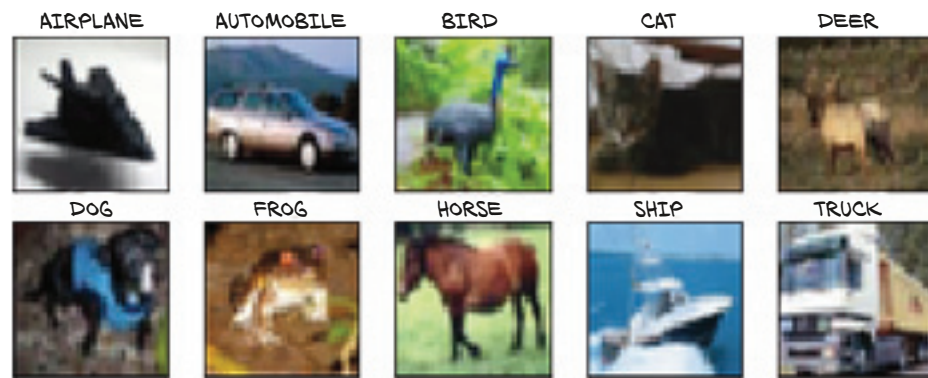 AIRPLANE AUTOMOBILE BIRD CAT DEER
DOG FROG HORSE SHIP TRUCK